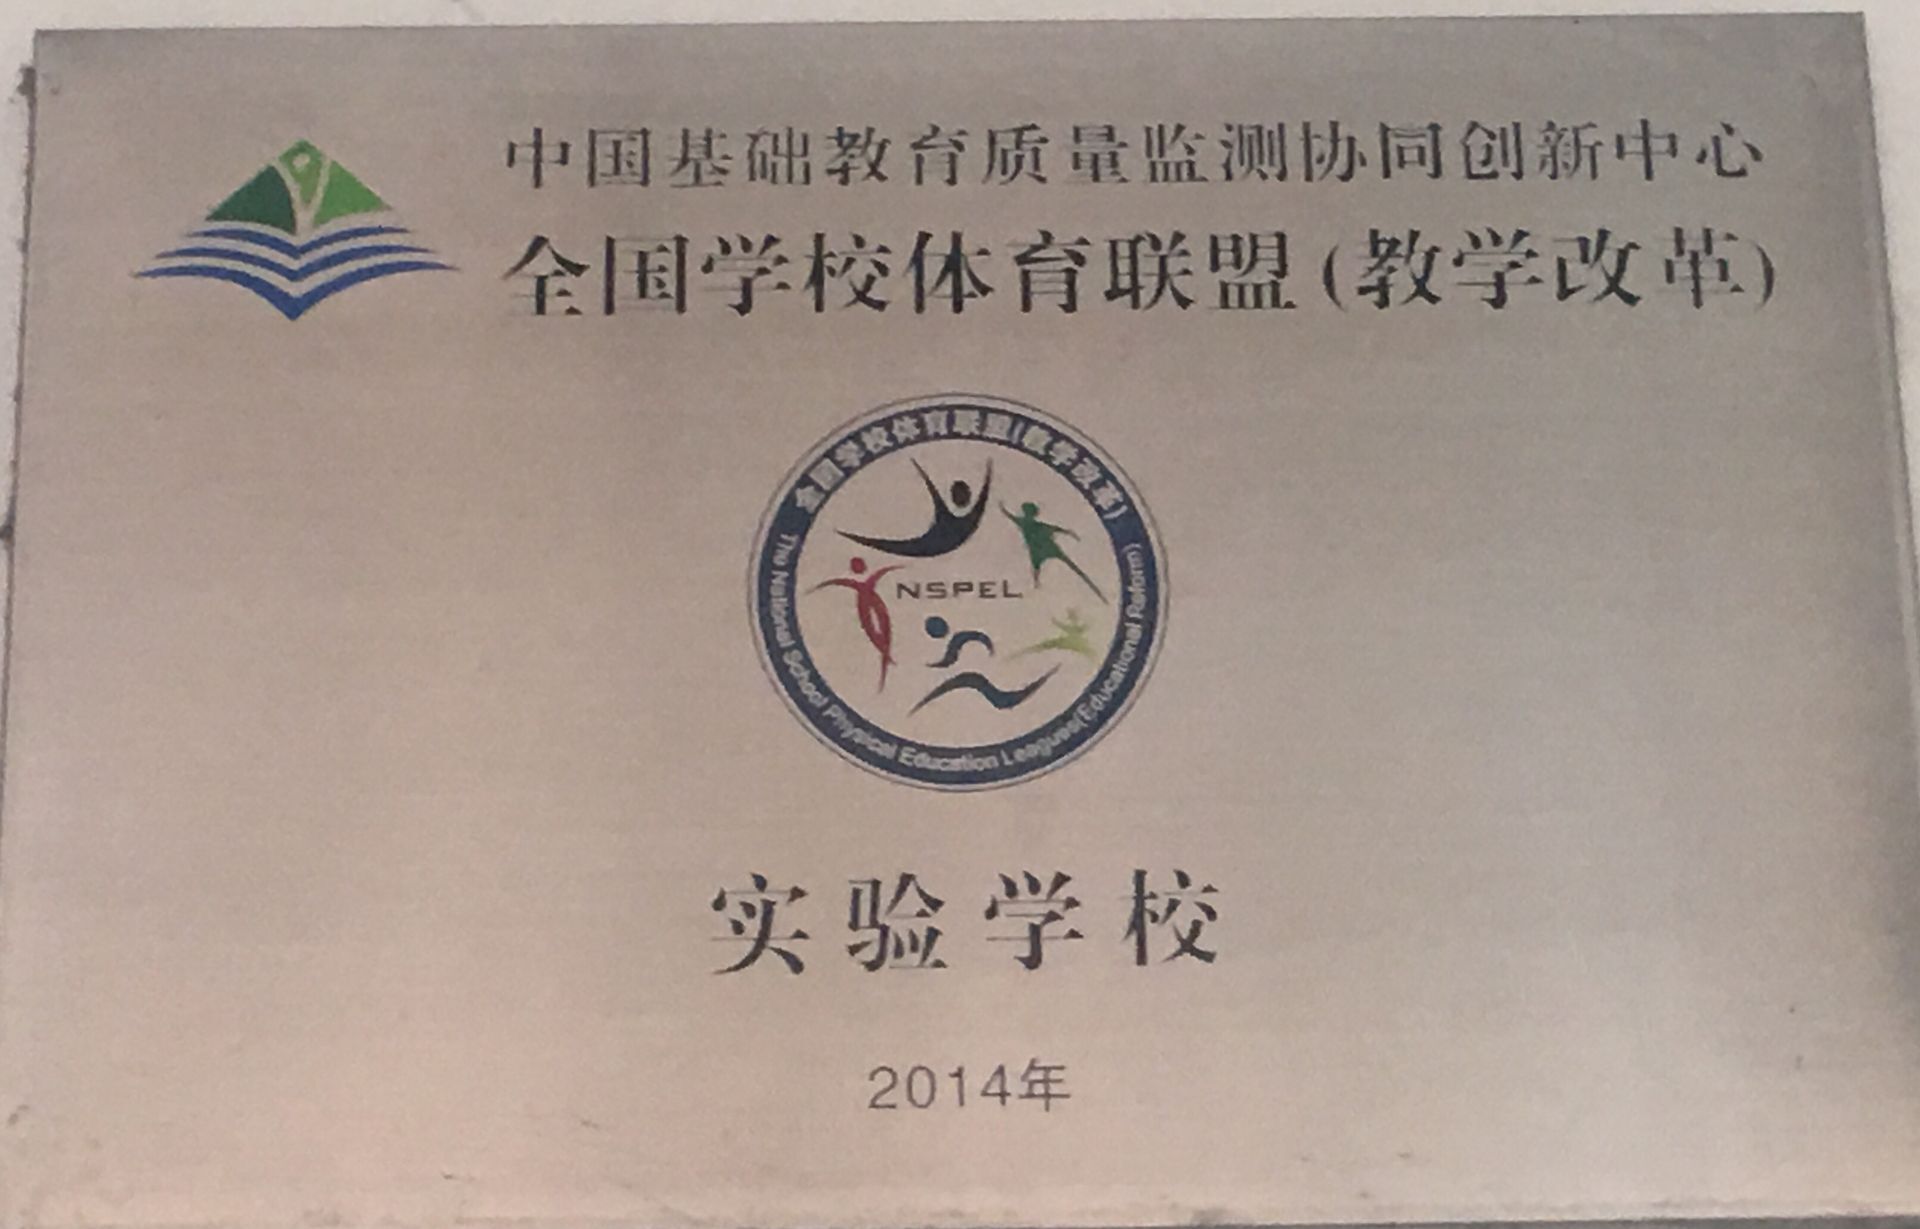 中国基础教育质量监测协同创新中心
全国学校体育联盟(教学改革)
全国学校体育联盟(教学改革)
NSPEL
The National School Physical Education Leaguse(Educational Reform)
实验学校
2014年